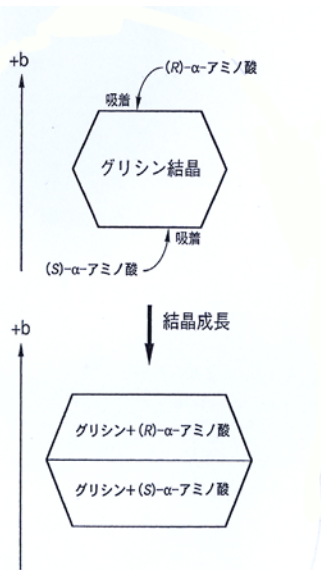 +b
(R)-α-アミノ酸
吸着
グリシン結晶
吸着
(S)-α-アミノ酸
結晶成長
+b
グリシン+(R)-α-アミノ酸
グリシン+(S)-α-アミノ酸